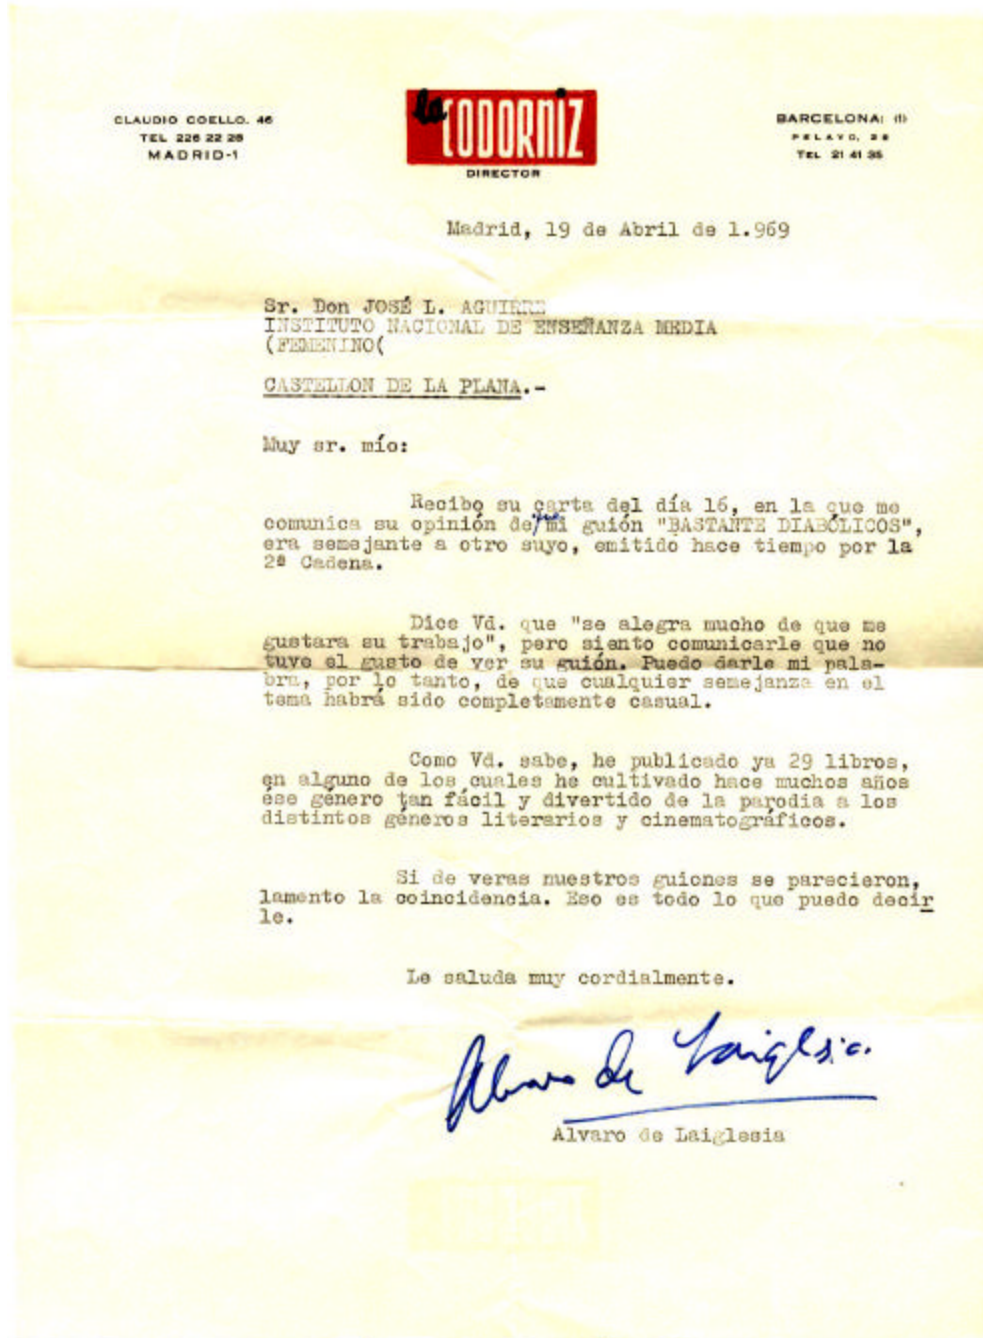 CLAUDIO COELLO. 46
TEL 226 22 28
MADRID-1
la CODORNIZ
DIRECTOR
BARCELONA: (1)
PELAYO, 28
TEL 21 41 35
Madrid, 19 de Abril de 1.969
Sr. Don JOSÉ L. AGUIRRE
INSTITUTO NACIONAL DE ENSEÑANZA MEDIA
(FEMENINO(
CASTELLON DE LA PLANA.-
Muy sr. mío:
Recibo su carta del día 16, en la que me
comunica su opinión de que mi guión "BASTANTE DIABÓLICOS",
era semejante a otro suyo, emitido hace tiempo por la
2ª Cadena.
Dice Vd. que "se alegra mucho de que me
gustara su trabajo", pero siento comunicarle que no
tuve el gusto de ver su guión. Puedo darle mi pala-
bra, por lo tanto, de que cualquier semejanza en el
tema habrá sido completamente casual.
Como Vd. sabe, he publicado ya 29 libros,
en alguno de los cuales he cultivado hace muchos años
ése género tan fácil y divertido de la parodia a los
distintos géneros literarios y cinematográficos.
Si de veras nuestros guiones se parecieron,
lamento la coincidencia. Eso es todo lo que puedo decir
le.
Le saluda muy cordialmente.
Alvaro de Laiglesia
Alvaro de Laiglesia